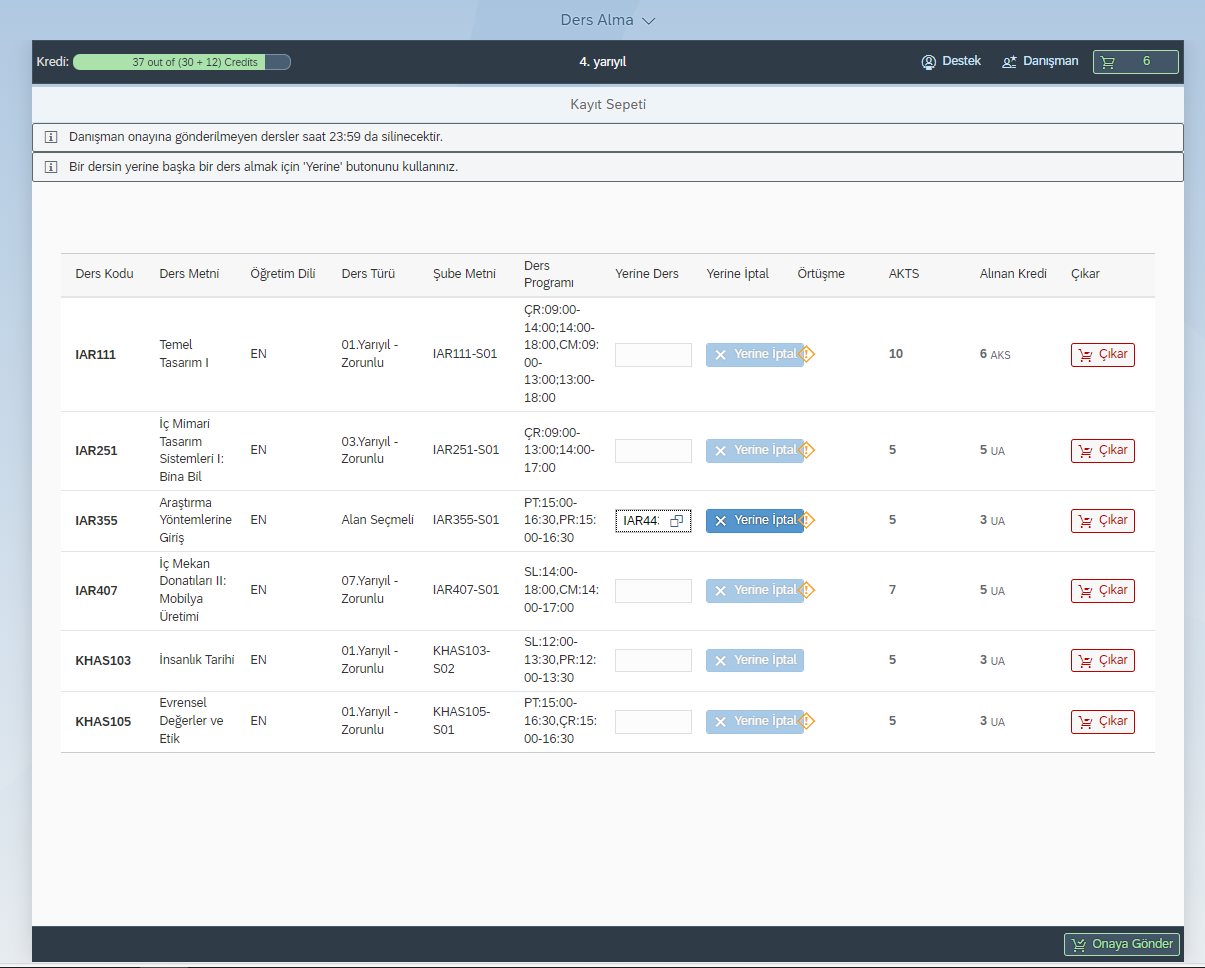 Ders Alma
Kredi: 37 out of (30 + 12) Credits 4. yarıyıl Destek Danışman 6
Kayıt Sepeti
Danışman onayına gönderilmeyen dersler saat 23:59 da silinecektir.
Bir dersin yerine başka bir ders almak için 'Yerine' butonunu kullanınız.
Ders Kodu Ders Metni Öğretim Dili Ders Türü Şube Metni Ders Programı Yerine Ders Yerine İptal Örtüşme AKTS Alınan Kredi Çıkar
IAR111 Temel Tasarım I EN 01.Yarıyıl - Zorunlu IAR111-S01 ÇR:09:00-14:00;14:00-18:00,CM:09:00-13:00;13:00-18:00 Yerine İptal 10 6 AKS Çıkar
IAR251 İç Mimari Tasarım Sistemleri I: Bina Bil EN 03.Yarıyıl - Zorunlu IAR251-S01 ÇR:09:00-13:00;14:00-17:00 Yerine İptal 5 5 UA Çıkar
IAR355 Araştırma Yöntemlerine Giriş EN Alan Seçmeli IAR355-S01 PT:15:00-16:30,PR:15:00-16:30 IAR44 Yerine İptal 5 3 UA Çıkar
IAR407 İç Mekan Donatıları II: Mobilya Üretimi EN 07.Yarıyıl - Zorunlu IAR407-S01 SL:14:00-18:00,CM:14:00-17:00 Yerine İptal 7 5 UA Çıkar
KHAS103 İnsanlık Tarihi EN 01.Yarıyıl - Zorunlu KHAS103-S02 SL:12:00-13:30,PR:12:00-13:30 Yerine İptal 5 3 UA Çıkar
KHAS105 Evrensel Değerler ve Etik EN 01.Yarıyıl - Zorunlu KHAS105-S01 PT:15:00-16:30,ÇR:15:00-16:30 Yerine İptal 5 3 UA Çıkar
Onaya Gönder